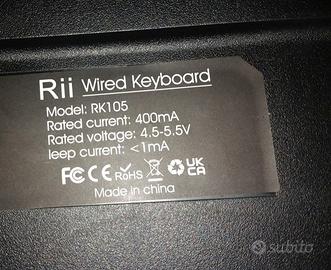 Rii Wired Keyboard
Model: RK105
Rated current: 400mA
Rated voltage: 4.5-5.5V
leep current: <1mA
FC CE RoHS UK CA
Made in china
subito